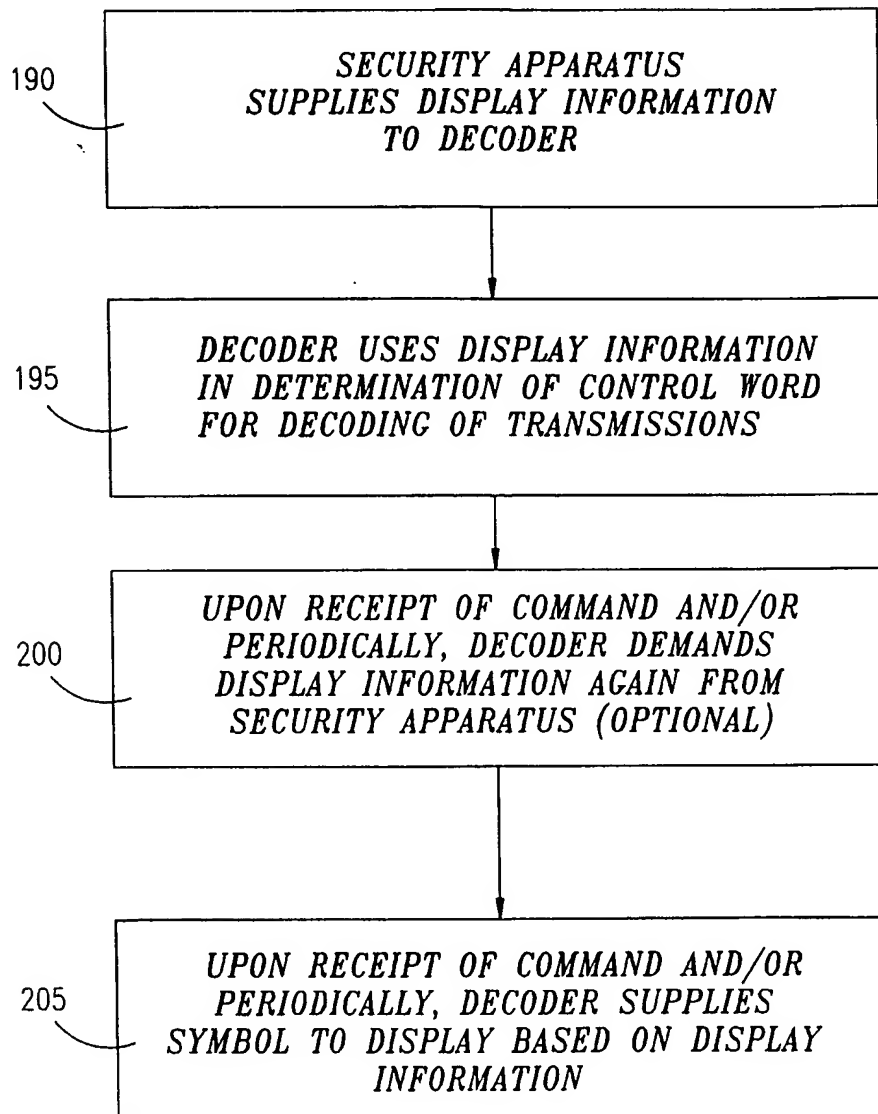 190
SECURITY APPARATUS
SUPPLIES DISPLAY INFORMATION
TO DECODER
195
DECODER USES DISPLAY INFORMATION
IN DETERMINATION OF CONTROL WORD
FOR DECODING OF TRANSMISSIONS
200
UPON RECEIPT OF COMMAND AND/OR
PERIODICALLY, DECODER DEMANDS
DISPLAY INFORMATION AGAIN FROM
SECURITY APPARATUS (OPTIONAL)
205
UPON RECEIPT OF COMMAND AND/OR
PERIODICALLY, DECODER SUPPLIES
SYMBOL TO DISPLAY BASED ON DISPLAY
INFORMATION